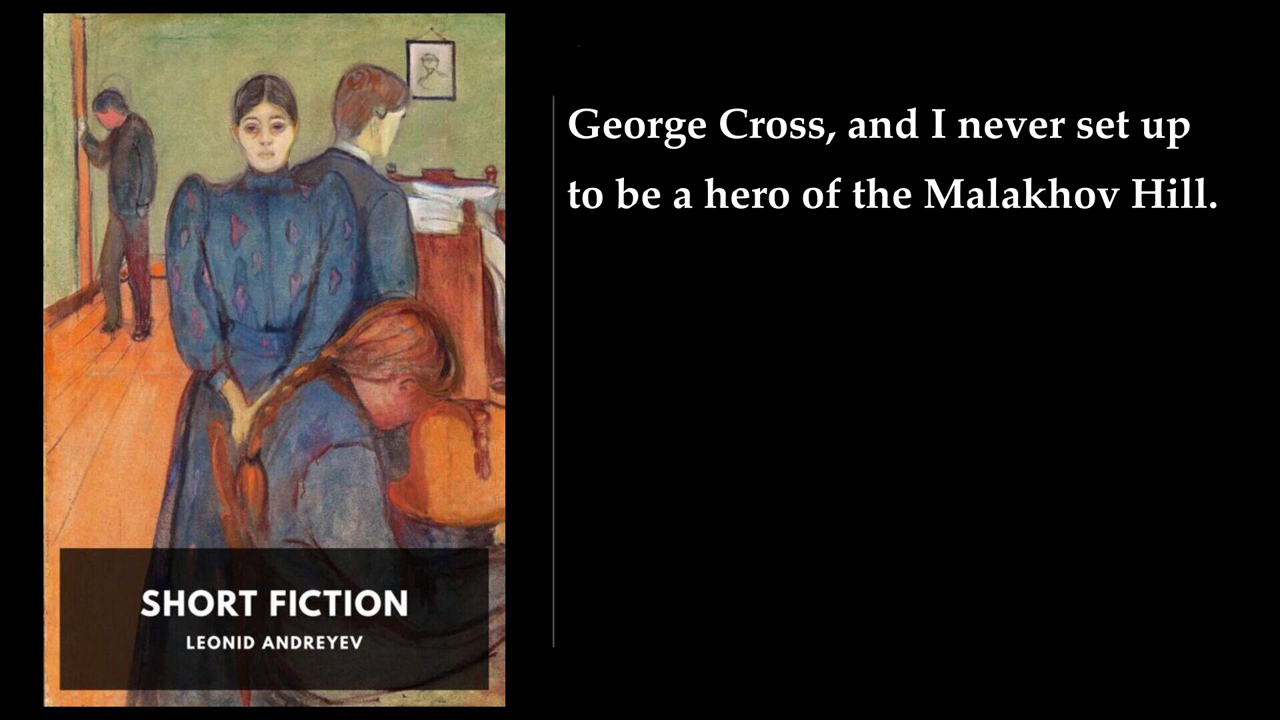 George Cross, and I never set up
to be a hero of the Malakhov Hill.
SHORT FICTION
LEONID ANDREYEV